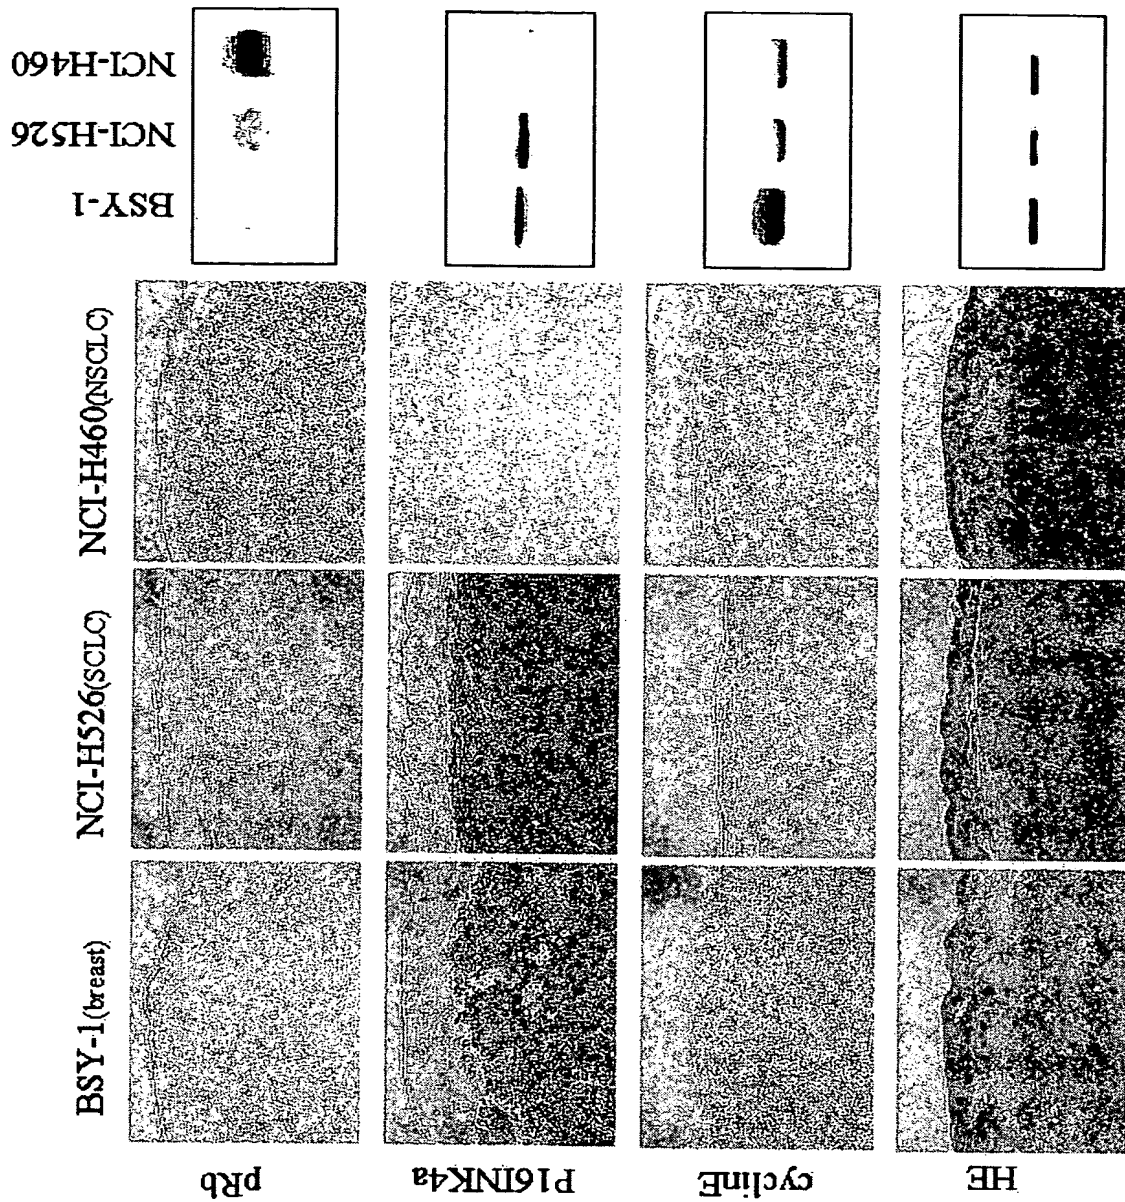 NCI-H460
NCI-H526
BSY-1
NCI-H460(NSCLC)
NCI-H526(SCLC)
BSY-1(breast)
pRb
P16INK4a
cyclinE
HE